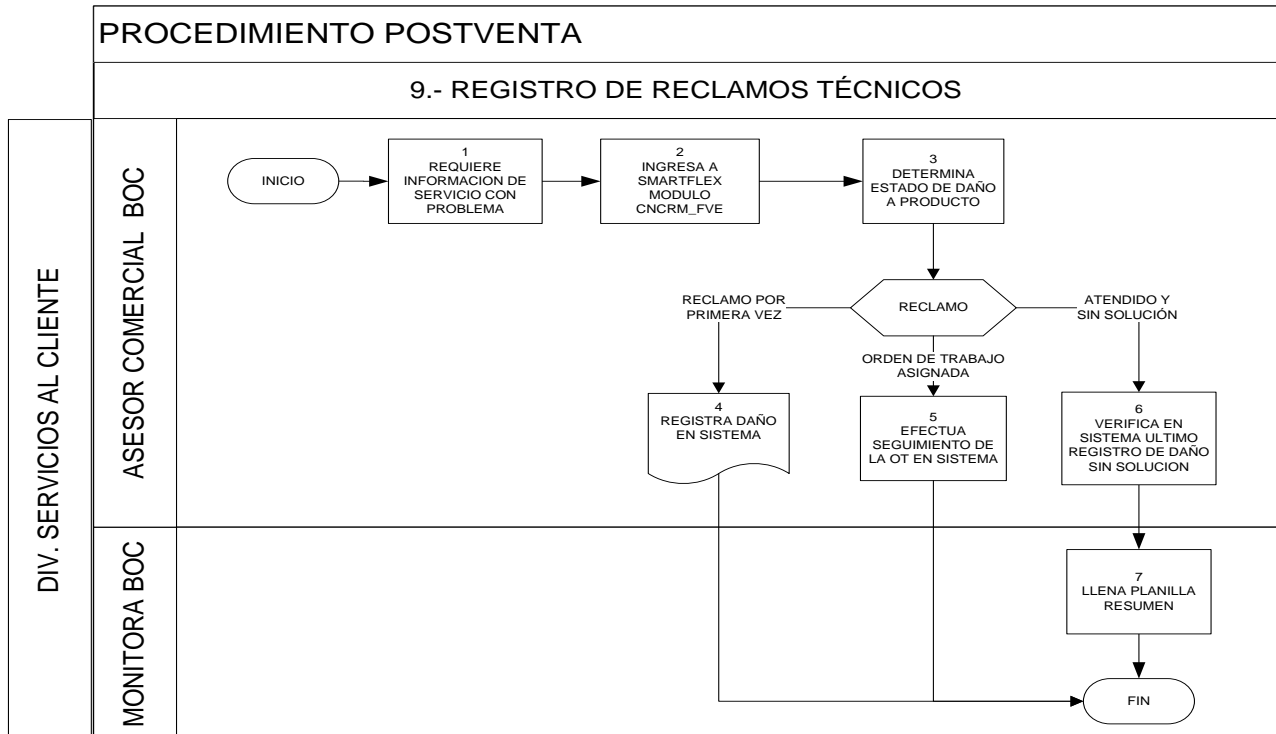 PROCEDIMIENTO POSTVENTA
9.- REGISTRO DE RECLAMOS TÉCNICOS
DIV. SERVICIOS AL CLIENTE
ASESOR COMERCIAL BOC
INICIO
1
REQUIERE
INFORMACION DE
SERVICIO CON
PROBLEMA
2
INGRESA A
SMARTFLEX
MODULO
CNCRM_FVE
3
DETERMINA
ESTADO DE DAÑO
A PRODUCTO
RECLAMO
RECLAMO POR
PRIMERA VEZ
ORDEN DE TRABAJO
ASIGNADA
ATENDIDO Y
SIN SOLUCIÓN
4
REGISTRA DAÑO
EN SISTEMA
5
EFECTUA
SEGUIMIENTO DE
LA OT EN SISTEMA
6
VERIFICA EN
SISTEMA ULTIMO
REGISTRO DE DAÑO
SIN SOLUCION
MONITORA BOC
7
LLENA PLANILLA
RESUMEN
FIN